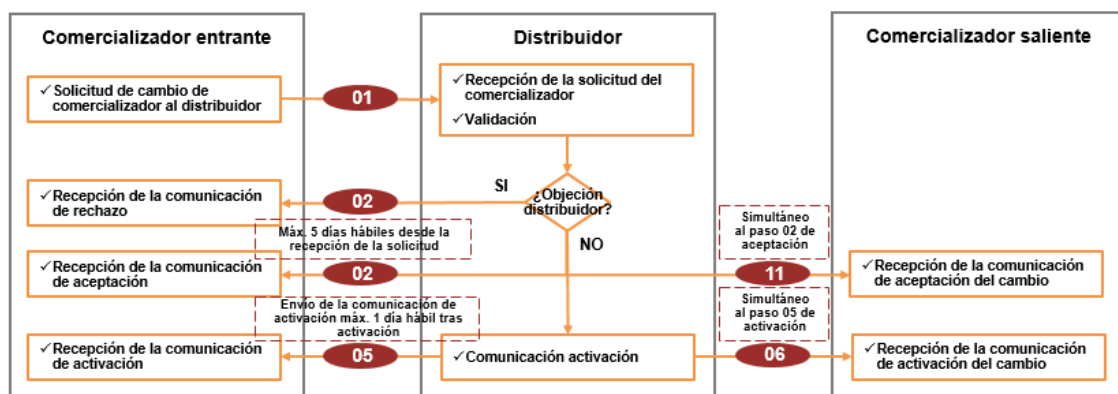 Comercializador entrante
Distribuidor
Comercializador saliente
✓Solicitud de cambio de
comercializador al distribuidor
01
✓Recepción de la solicitud del
comercializador
✓Validación
✓Recepción de la comunicación
de rechazo
02
SI
¿Objeción
distribuidor?
Máx. 5 días hábiles desde la
recepción de la solicitud
NO
Simultáneo
al paso 02 de
aceptación
✓Recepción de la comunicación
de aceptación
02
11
✓Recepción de la comunicación
de aceptación del cambio
Envío de la comunicación de
activación máx. 1 día hábil tras
activación
Simultáneo
al paso 05 de
activación
✓Recepción de la comunicación
de activación
05
✓Comunicación activación
06
✓Recepción de la comunicación
de activación del cambio